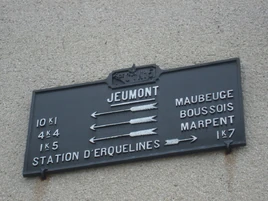 JEUMONT
10K1 MAUBEUGE
4K4 BOUSSOIS
1K5 MARPENT
STATION D'ERQUELINES 1K7